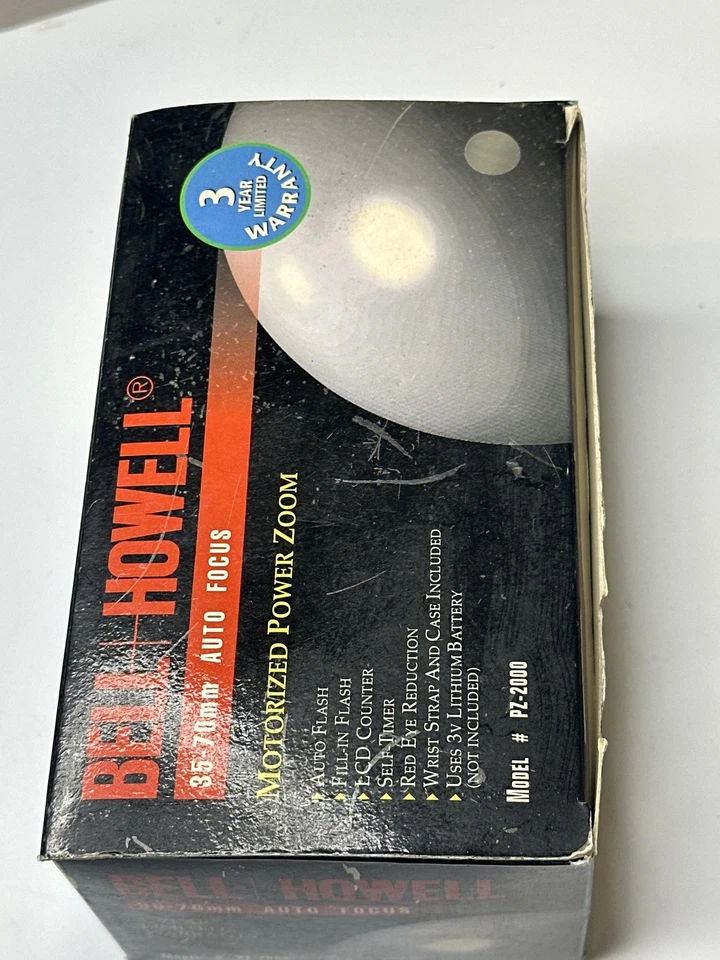 BELL+HOWELL®
35-70mm AUTO FOCUS
3
YEAR
LIMITED
WARRANTY
MOTORIZED POWER ZOOM
AUTO FLASH
FILL-IN FLASH
LCD COUNTER
SELF TIMER
RED EYE REDUCTION
WRIST STRAP AND CASE INCLUDED
USES 3V LITHIUM BATTERY
(NOT INCLUDED)
MODEL # PZ-2000
BELL HOWELL
35-70mm AUTO FOCUS